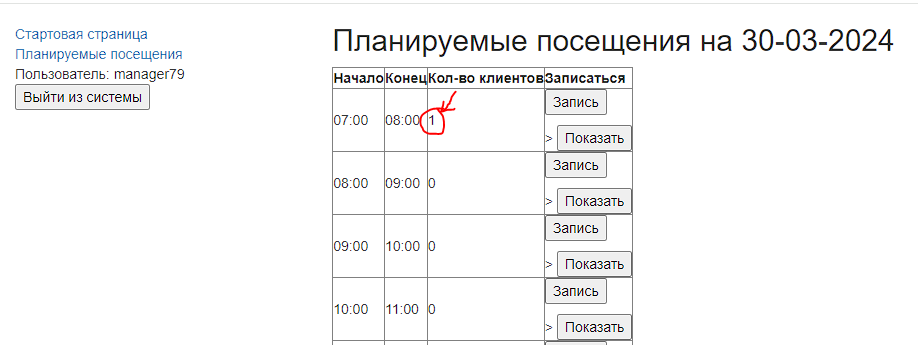 Стартовая страница
Планируемые посещения
Пользователь: manager79
Выйти из системы
Планируемые посещения на 30-03-2024
Начало Конец Кол-во клиентов Записаться
07:00 08:00 1 Запись
> Показать
08:00 09:00 0 Запись
> Показать
09:00 10:00 0 Запись
> Показать
10:00 11:00 0 Запись
> Показать